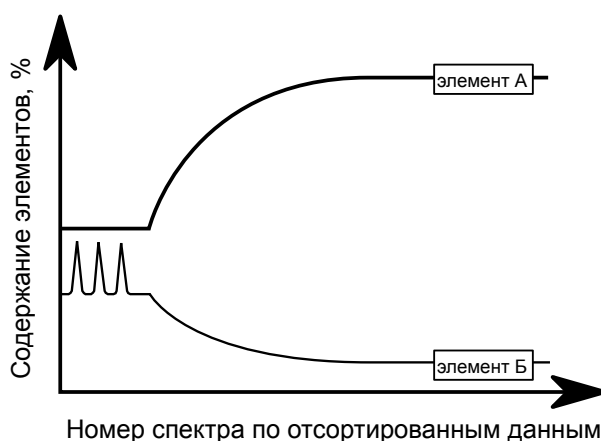 Содержание элементов, %
элемент А
элемент Б
Номер спектра по отсортированным данным